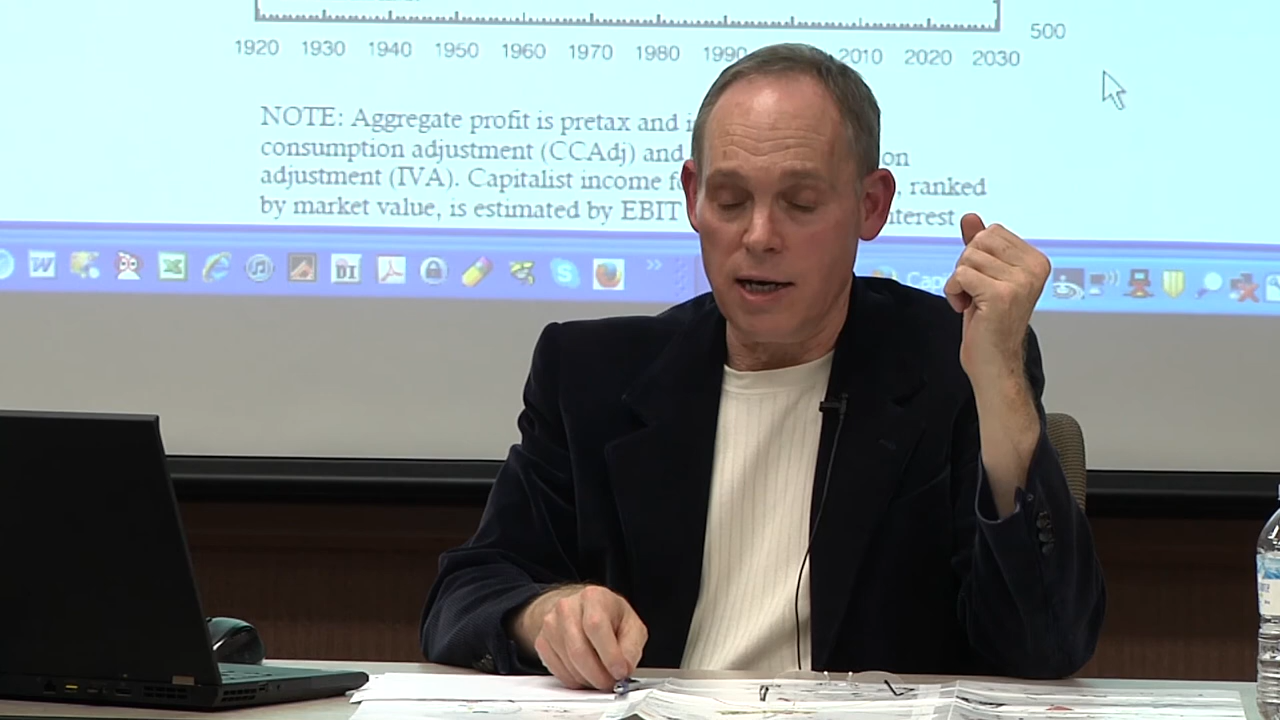 500
1920 1930 1940 1950 1960 1970 1980 1990 2010 2020 2030
NOTE: Aggregate profit is pretax and
consumption adjustment (CCAdj) and on
adjustment (IVA). Capitalist income , ranked
by market value, is estimated by EBIT
W DI S